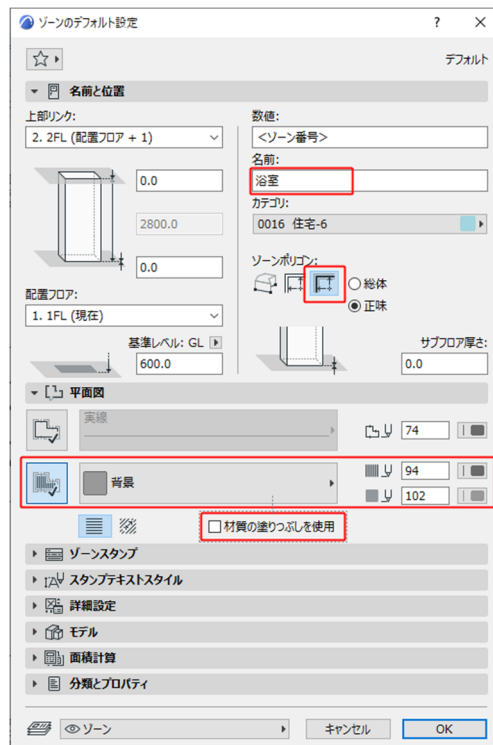 ゾーンのデフォルト設定
? ×
デフォルト
名前と位置
上部リンク:
2. 2FL (配置フロア + 1)
0.0
2800.0
0.0
配置フロア:
1. 1FL (現在)
基準レベル: GL
600.0
数値:
<ゾーン番号>
名前:
浴室
カテゴリ:
0016 住宅-6
ゾーンポリゴン:
総体
正味
サブフロア厚さ:
0.0
平面図
実線
74
背景
94
102
材質の塗りつぶしを使用
ゾーンスタンプ
スタンプテキストスタイル
詳細設定
モデル
面積計算
分類とプロパティ
ゾーン
キャンセル
OK